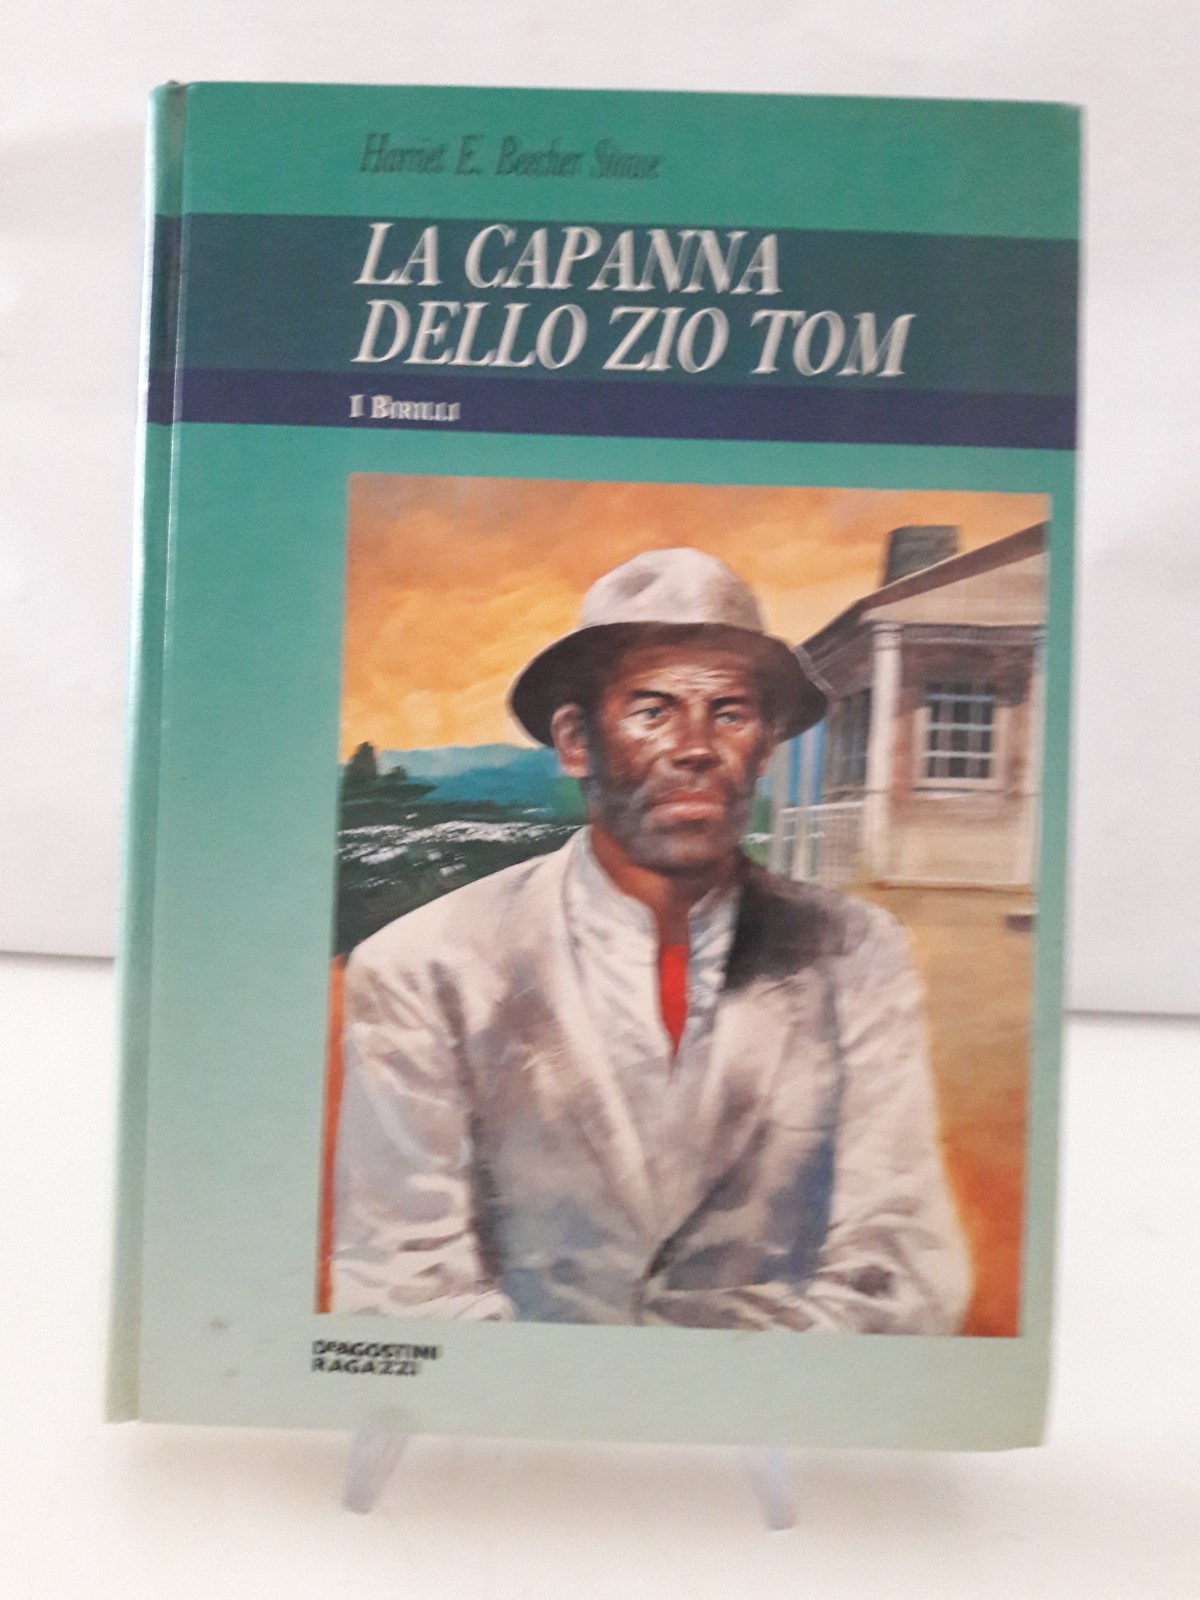 Harriet E. Beecher Stowe
LA CAPANNA
DELLO ZIO TOM
I BIRILLI
DeAGOSTINI
RAGAZZI